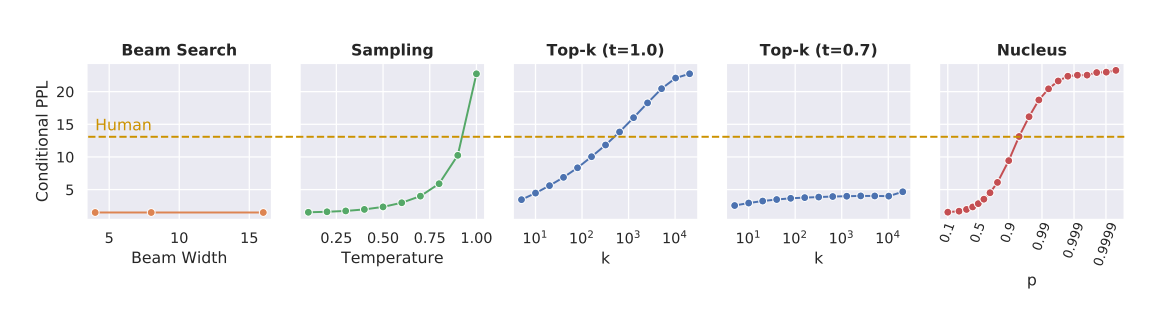 Beam Search
Sampling
Top-k (t=1.0)
Top-k (t=0.7)
Nucleus
Conditional PPL
20
15
10
5
Human
5 10 15
Beam Width
0.25 0.50 0.75 1.00
Temperature
10¹ 10² 10³ 10⁴
k
10¹ 10² 10³ 10⁴
k
0.1 0.5 0.9 0.99 0.999 0.9999
p